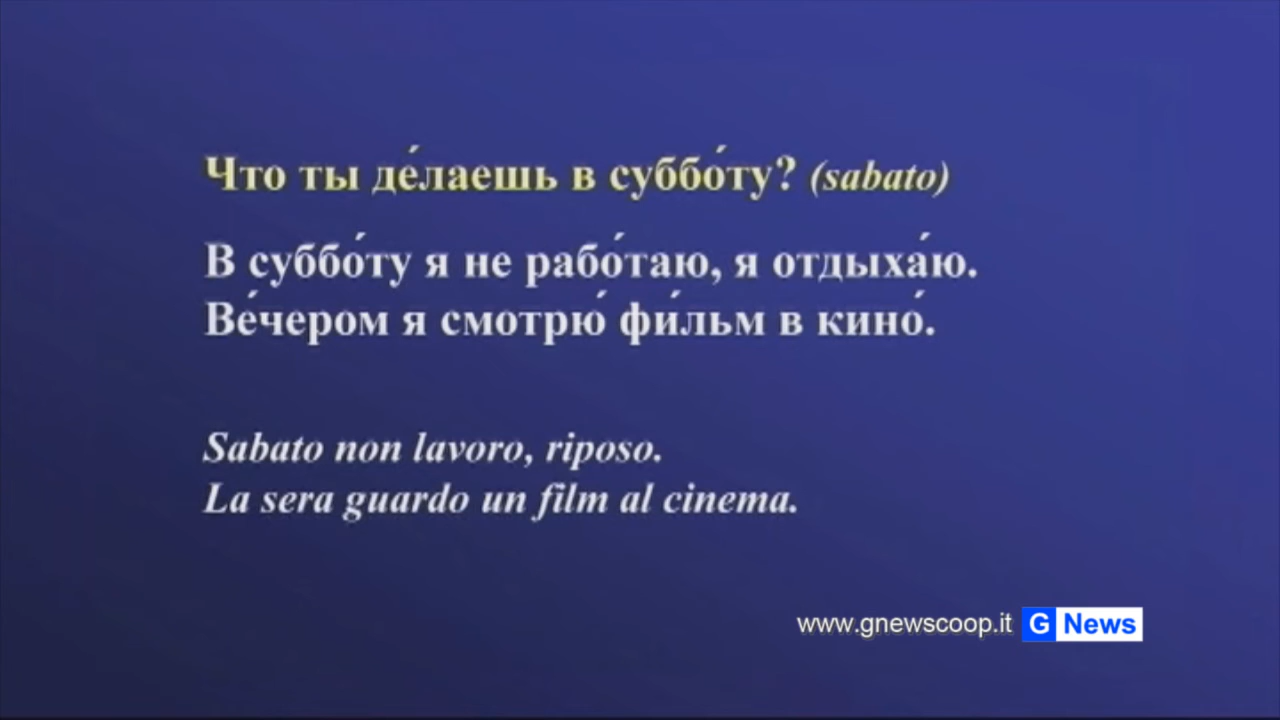 Что ты де́лаешь в суббо́ту? (sabato)
В суббо́ту я не рабо́таю, я отдыха́ю.
Ве́чером я смотрю́ фи́льм в кино́.
Sabato non lavoro, riposo.
La sera guardo un film al cinema.
www.gnewscoop.it G News